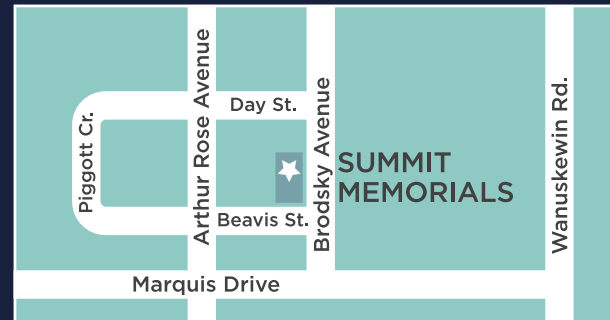 Day St.
Piggott Cr.
Arthur Rose Avenue
Brodsky Avenue
Wanuskewin Rd.
SUMMIT
MEMORIALS
Beavis St.
Marquis Drive